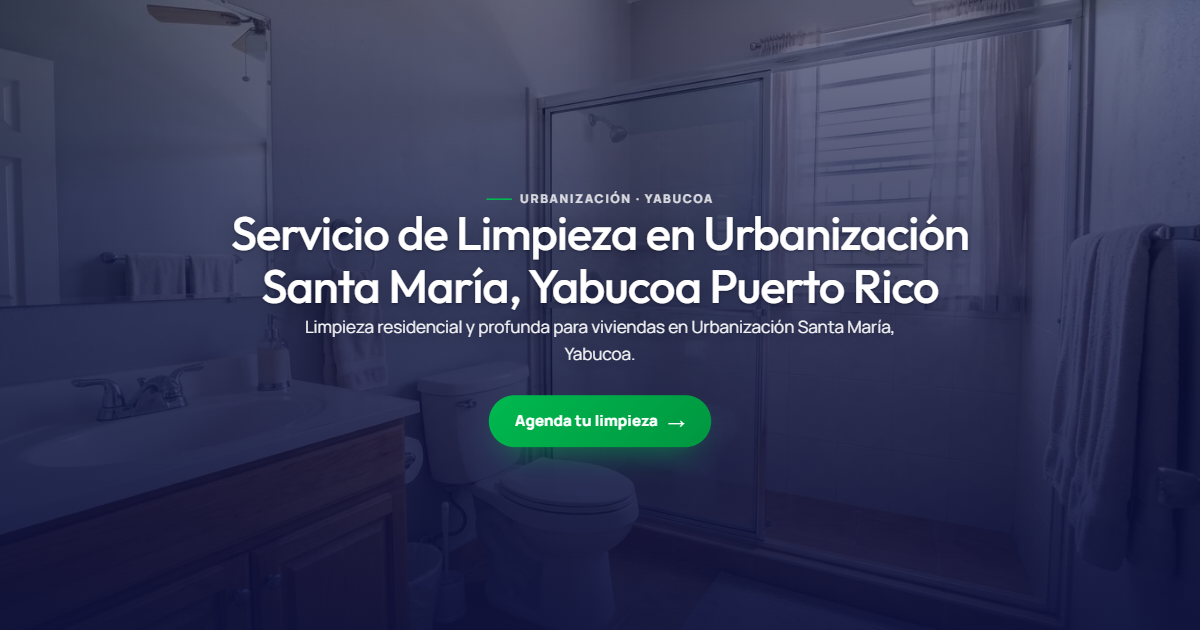 URBANIZACIÓN · YABUCOA
Servicio de Limpieza en Urbanización
Santa María, Yabucoa Puerto Rico
Limpieza residencial y profunda para viviendas en Urbanización Santa María,
Yabucoa.
Agenda tu limpieza →